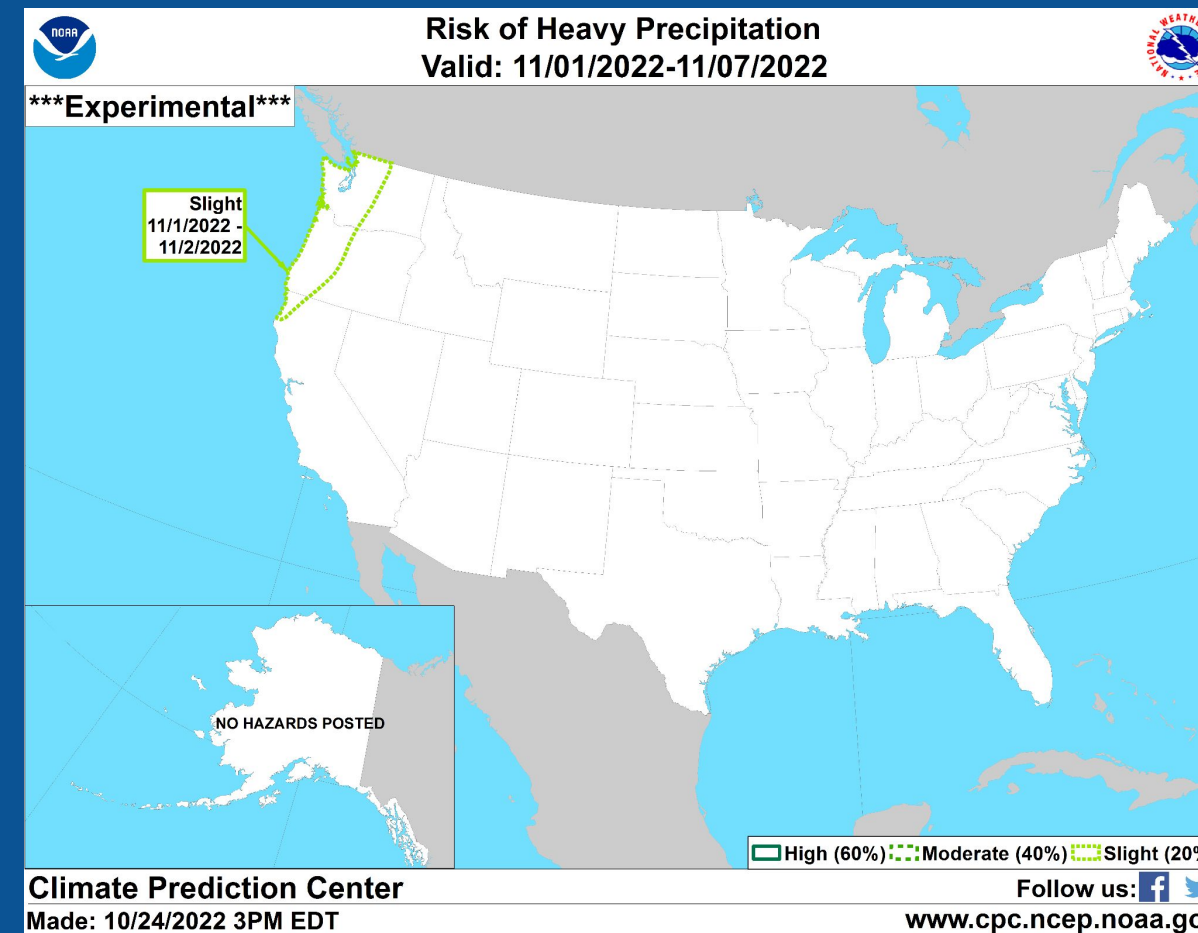 NOAA
Risk of Heavy Precipitation
Valid: 11/01/2022-11/07/2022
***Experimental***
Slight
11/1/2022 -
11/2/2022
NO HAZARDS POSTED
High (60%) Moderate (40%) Slight (20%
Climate Prediction Center
Follow us:
Made: 10/24/2022 3PM EDT
www.cpc.ncep.noaa.go